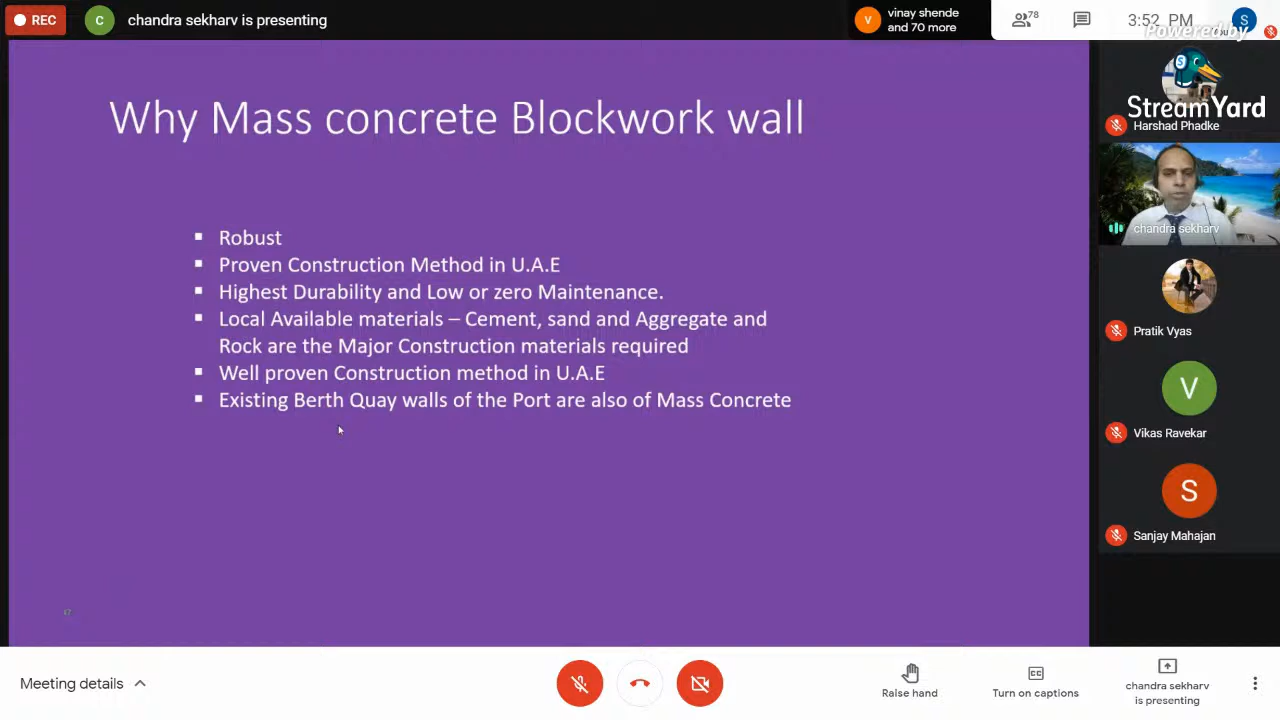 REC
C
chandra sekharv is presenting
V
vinay shende
and 70 more
78
3:52 PM
S
You
Powered by
S
StreamYard
Harshad Phadke
chandra sekharv
Pratik Vyas
V
Vikas Ravekar
S
Sanjay Mahajan
Why Mass concrete Blockwork wall
▪ Robust
▪ Proven Construction Method in U.A.E
▪ Highest Durability and Low or zero Maintenance.
▪ Local Available materials – Cement, sand and Aggregate and
Rock are the Major Construction materials required
▪ Well proven Construction method in U.A.E
▪ Existing Berth Quay walls of the Port are also of Mass Concrete
Meeting details
Raise hand
CC
Turn on captions
chandra sekharv
is presenting